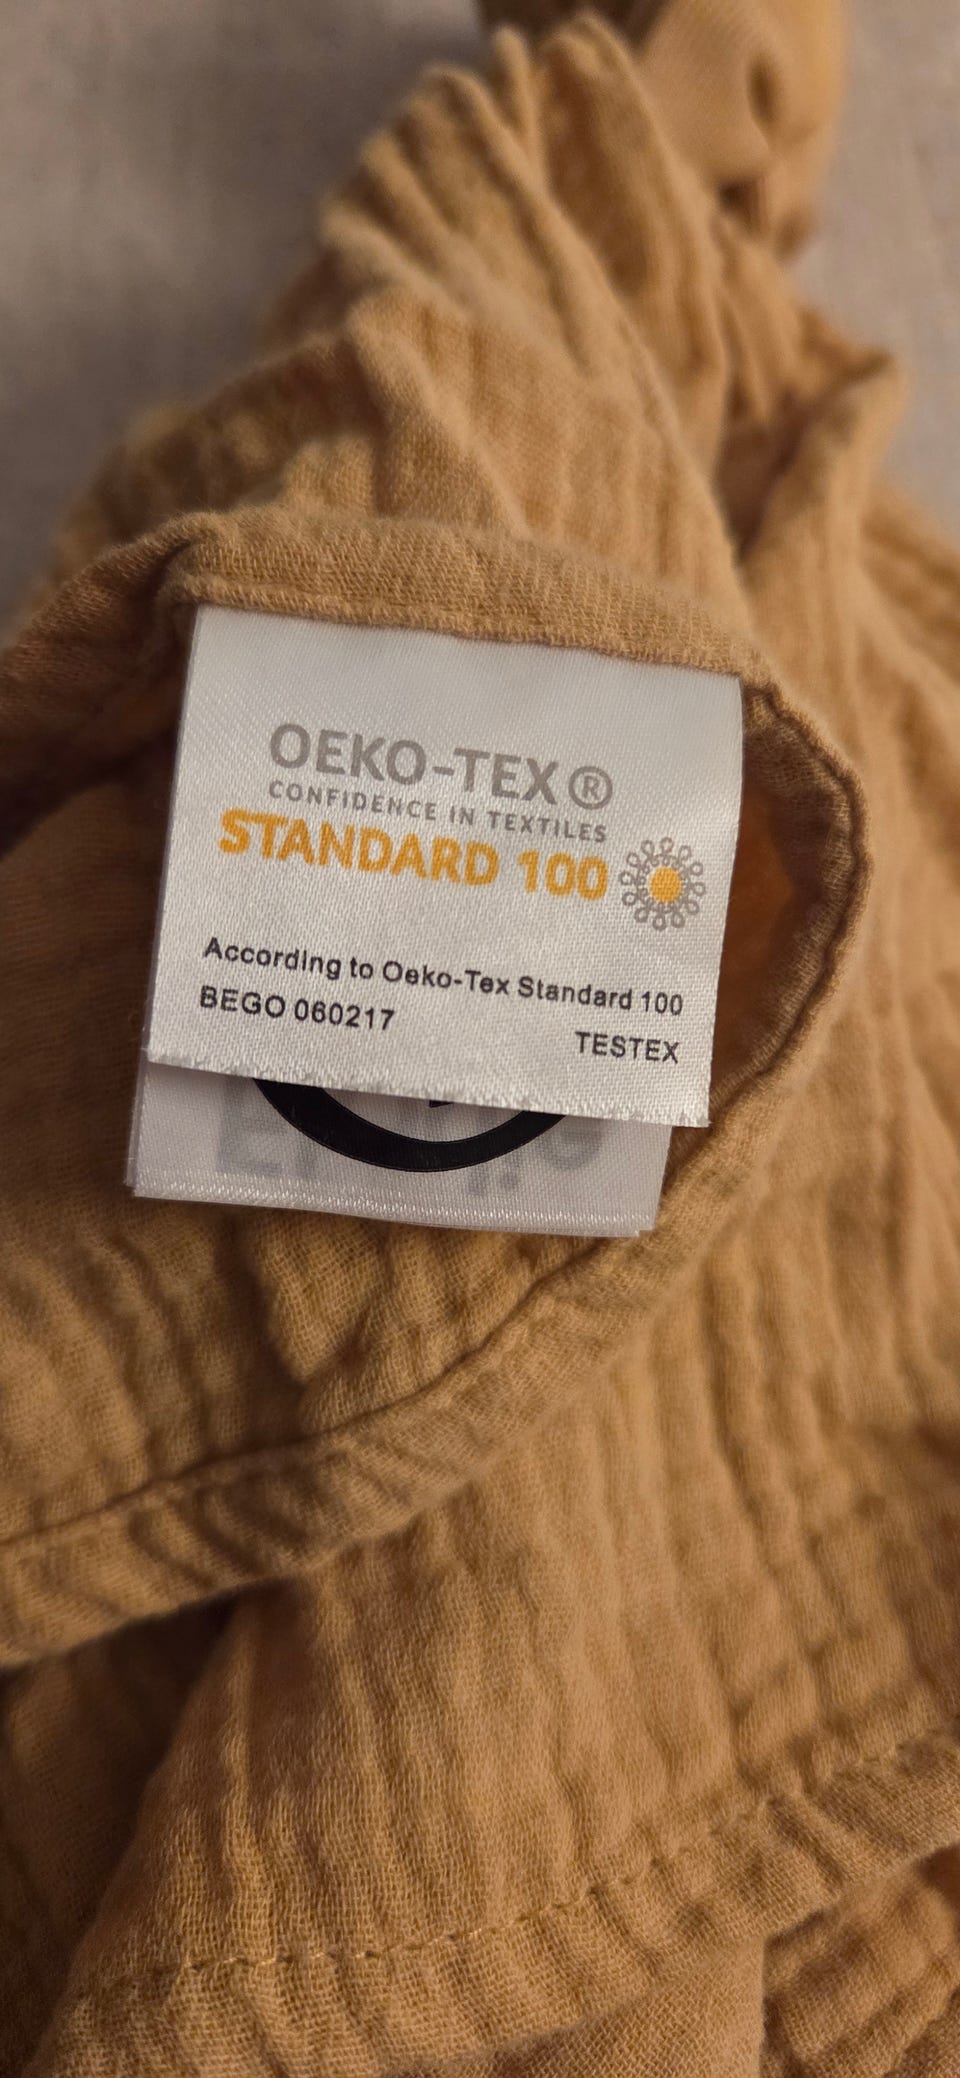 OEKO-TEX®
CONFIDENCE IN TEXTILES
STANDARD 100
According to Oeko-Tex Standard 100
BEGO 060217
TESTEX